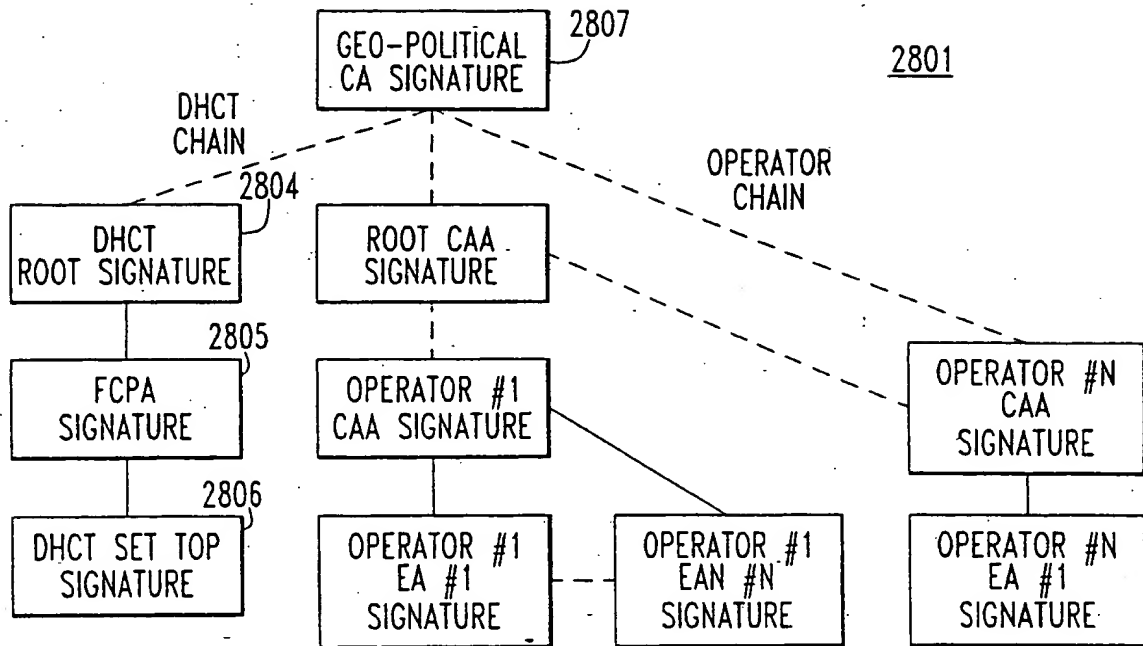 2807
GEO-POLITICAL
CA SIGNATURE
2801
DHCT
CHAIN
OPERATOR
CHAIN
2804
DHCT
ROOT SIGNATURE
ROOT CAA
SIGNATURE
2805
FCPA
SIGNATURE
OPERATOR #1
CAA SIGNATURE
OPERATOR #N
CAA
SIGNATURE
2806
DHCT SET TOP
SIGNATURE
OPERATOR #1
EA #1
SIGNATURE
OPERATOR #1
EAN #N
SIGNATURE
OPERATOR #N
EA #1
SIGNATURE